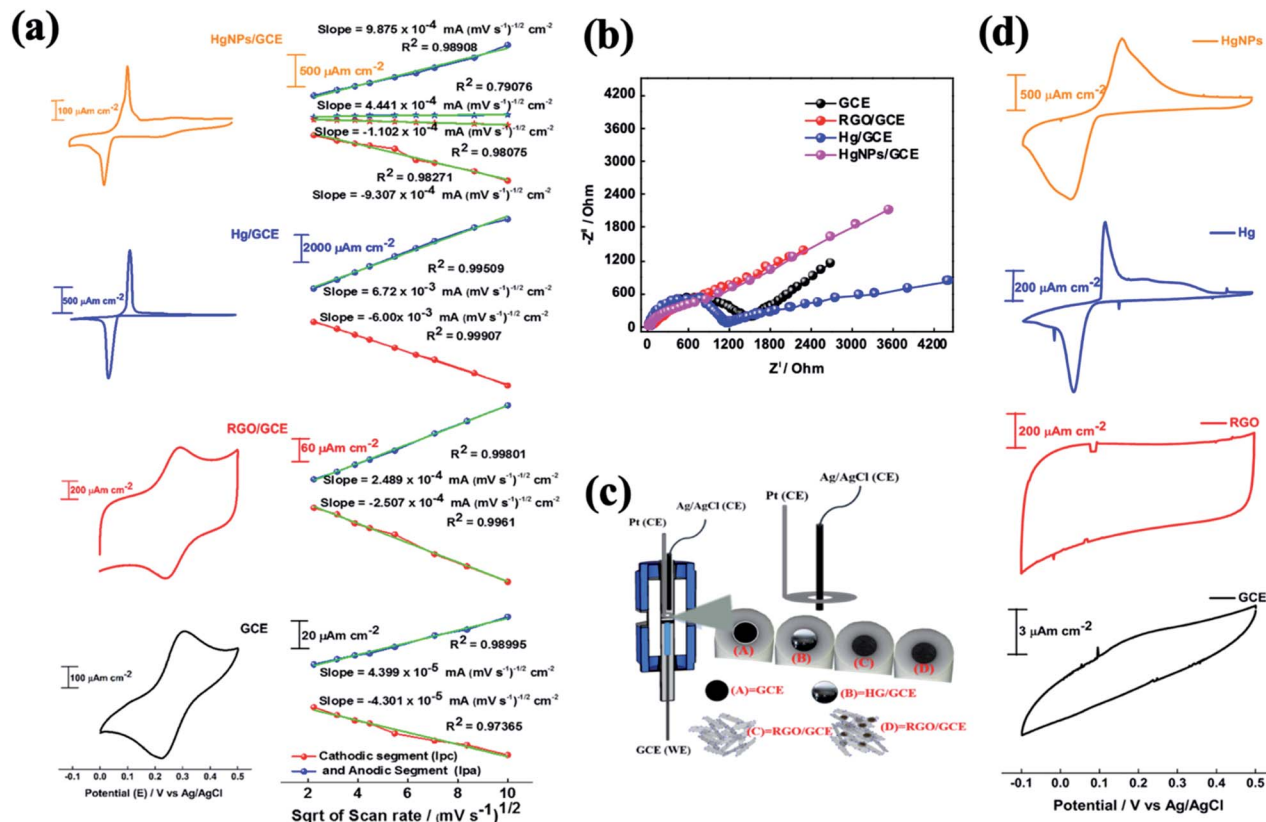 (a)
HgNPs/GCE
100 µAm cm-2
Slope = 9.875 x 10-4 mA (mV s-1)-1/2 cm-2
R2 = 0.98908
500 µAm cm-2
R2 = 0.79076
Slope = 4.441 x 10-4 mA (mV s-1)-1/2 cm-2
Slope = -1.102 x 10-4 mA (mV s-1)-1/2 cm-2
R2 = 0.98075
R2 = 0.98271
Slope = -9.307 x 10-4 mA (mV s-1)-1/2 cm-2
Hg/GCE
500 µAm cm-2
2000 µAm cm-2
R2 = 0.99509
Slope = 6.72 x 10-3 mA (mV s-1)-1/2 cm-2
Slope = -6.00x 10-3 mA (mV s-1)-1/2 cm-2
R2 = 0.99907
RGO/GCE
200 µAm cm-2
60 µAm cm-2
R2 = 0.99801
Slope = 2.489 x 10-4 mA (mV s-1)-1/2 cm-2
Slope = -2.507 x 10-4 mA (mV s-1)-1/2 cm-2
R2 = 0.9961
GCE
100 µAm cm-2
20 µAm cm-2
R2 = 0.98995
Slope = 4.399 x 10-5 mA (mV s-1)-1/2 cm-2
Slope = -4.301 x 10-5 mA (mV s-1)-1/2 cm-2
R2 = 0.97365
Cathodic segment (Ipc)
and Anodic Segment (Ipa)
-0.1 0.0 0.1 0.2 0.3 0.4 0.5
Potential (E) / V vs Ag/AgCl
2 4 6 8 10
Sqrt of Scan rate / (mV s-1)1/2
(b)
4200
3600
3000
2400
1800
1200
600
0
-Z" / Ohm
GCE
RGO/GCE
Hg/GCE
HgNPs/GCE
0 600 1200 1800 2400 3000 3600 4200
Z' / Ohm
(c)
Ag/AgCl (CE)
Pt (CE)
Ag/AgCl (CE)
Pt (CE)
(A)
(B)
(C)
(D)
(A)=GCE
(B)=HG/GCE
(C)=RGO/GCE
(D)=RGO/GCE
GCE (WE)
(d)
HgNPs
500 µAm cm-2
Hg
200 µAm cm-2
RGO
200 µAm cm-2
GCE
3 µAm cm-2
-0.1 0.0 0.1 0.2 0.3 0.4 0.5
Potential / V vs Ag/AgCl